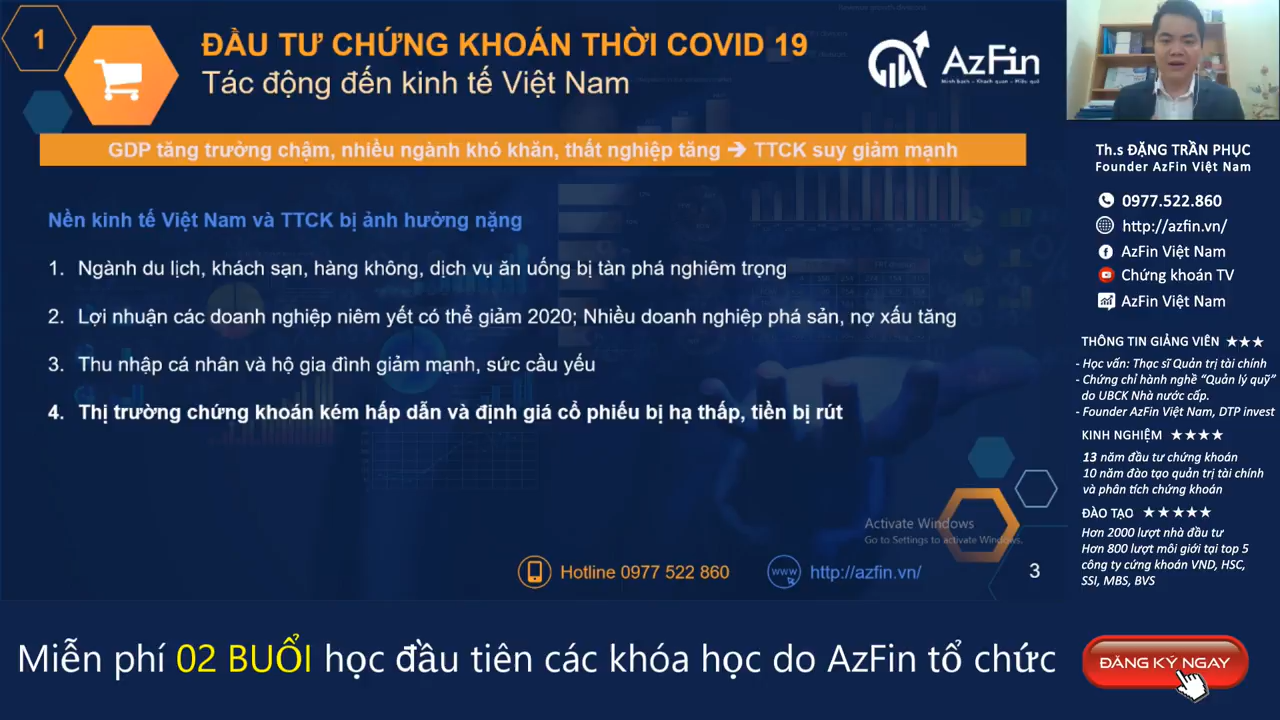 1
ĐẦU TƯ CHỨNG KHOÁN THỜI COVID 19
Tác động đến kinh tế Việt Nam
AzFin
Minh bạch – Khách quan – Hiệu quả
GDP tăng trưởng chậm, nhiều ngành khó khăn, thất nghiệp tăng → TTCK suy giảm mạnh
Nền kinh tế Việt Nam và TTCK bị ảnh hưởng nặng
1. Ngành du lịch, khách sạn, hàng không, dịch vụ ăn uống bị tàn phá nghiêm trọng
2. Lợi nhuận các doanh nghiệp niêm yết có thể giảm 2020; Nhiều doanh nghiệp phá sản, nợ xấu tăng
3. Thu nhập cá nhân và hộ gia đình giảm mạnh, sức cầu yếu
4. Thị trường chứng khoán kém hấp dẫn và định giá cổ phiếu bị hạ thấp, tiền bị rút
Activate Windows
Go to Settings to activate Windows.
Hotline 0977 522 860
www
http://azfin.vn/
3
Th.s ĐẶNG TRẦN PHỤC
Founder AzFin Việt Nam
0977.522.860
http://azfin.vn/
AzFin Việt Nam
Chứng khoán TV
AzFin Việt Nam
THÔNG TIN GIẢNG VIÊN ★★★
- Học vấn: Thạc sĩ Quản trị tài chính
- Chứng chỉ hành nghề “Quản lý quỹ”
do UBCK Nhà nước cấp.
- Founder AzFin Việt Nam, DTP invest
KINH NGHIỆM ★★★★
13 năm đầu tư chứng khoán
10 năm đào tạo quản trị tài chính
và phân tích chứng khoán
ĐÀO TẠO ★★★★★
Hơn 2000 lượt nhà đầu tư
Hơn 800 lượt môi giới tại top 5
công ty cứng khoán VND, HSC,
SSI, MBS, BVS
Miễn phí 02 BUỔI học đầu tiên các khóa học do AzFin tổ chức
ĐĂNG KÝ NGAY